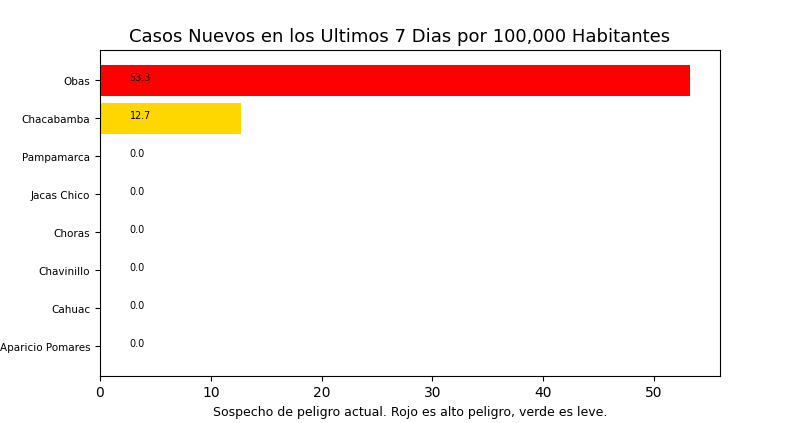 Casos Nuevos en los Ultimos 7 Dias por 100,000 Habitantes
Obas
53.3
Chacabamba
12.7
Pampamarca
0.0
Jacas Chico
0.0
Choras
0.0
Chavinillo
0.0
Cahuac
0.0
Aparicio Pomares
0.0
0 10 20 30 40 50
Sospecho de peligro actual. Rojo es alto peligro, verde es leve.